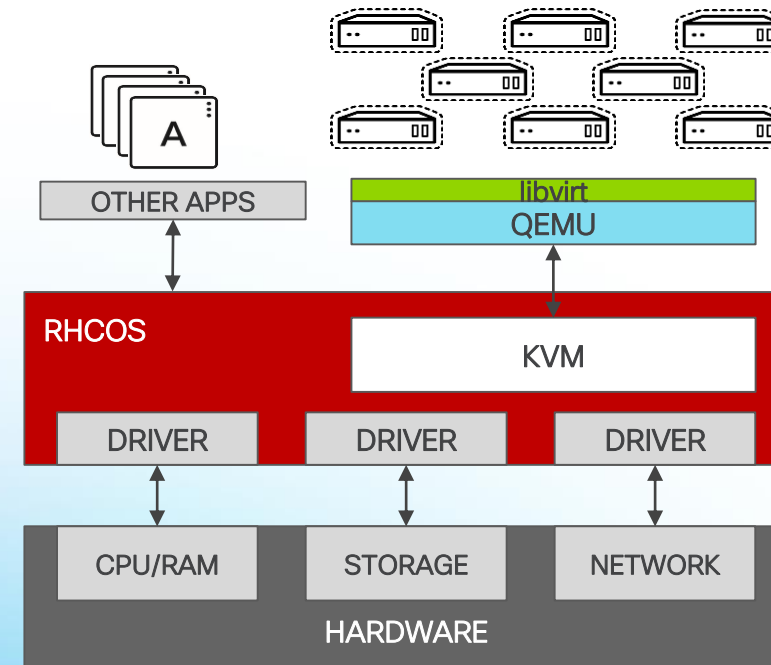 A
OTHER APPS
libvirt
QEMU
RHCOS
KVM
DRIVER
DRIVER
DRIVER
CPU/RAM
STORAGE
NETWORK
HARDWARE